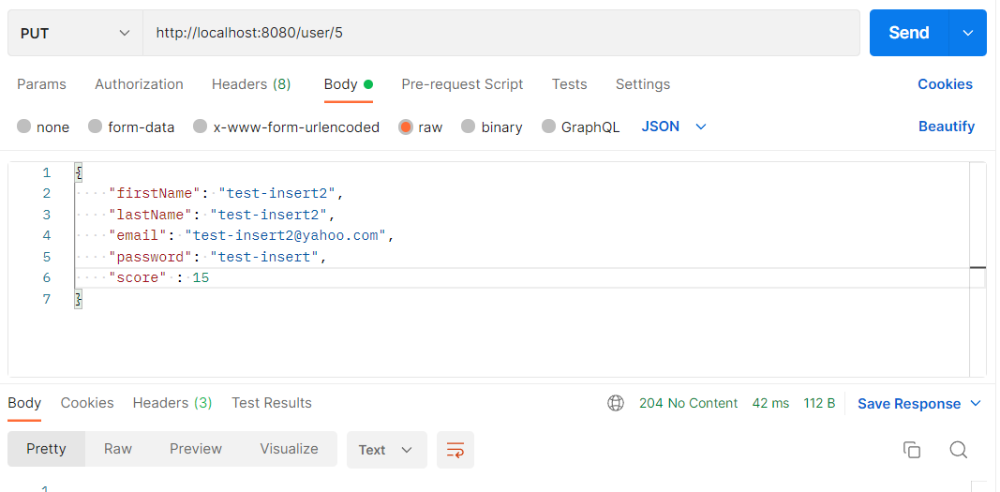 PUT http://localhost:8080/user/5 Send
Params Authorization Headers (8) Body Pre-request Script Tests Settings Cookies
none form-data x-www-form-urlencoded raw binary GraphQL JSON Beautify
1 {
2 "firstName": "test-insert2",
3 "lastName": "test-insert2",
4 "email": "test-insert2@yahoo.com",
5 "password": "test-insert",
6 "score" : 15
7 }
Body Cookies Headers (3) Test Results 204 No Content 42 ms 112 B Save Response
Pretty Raw Preview Visualize Text
1